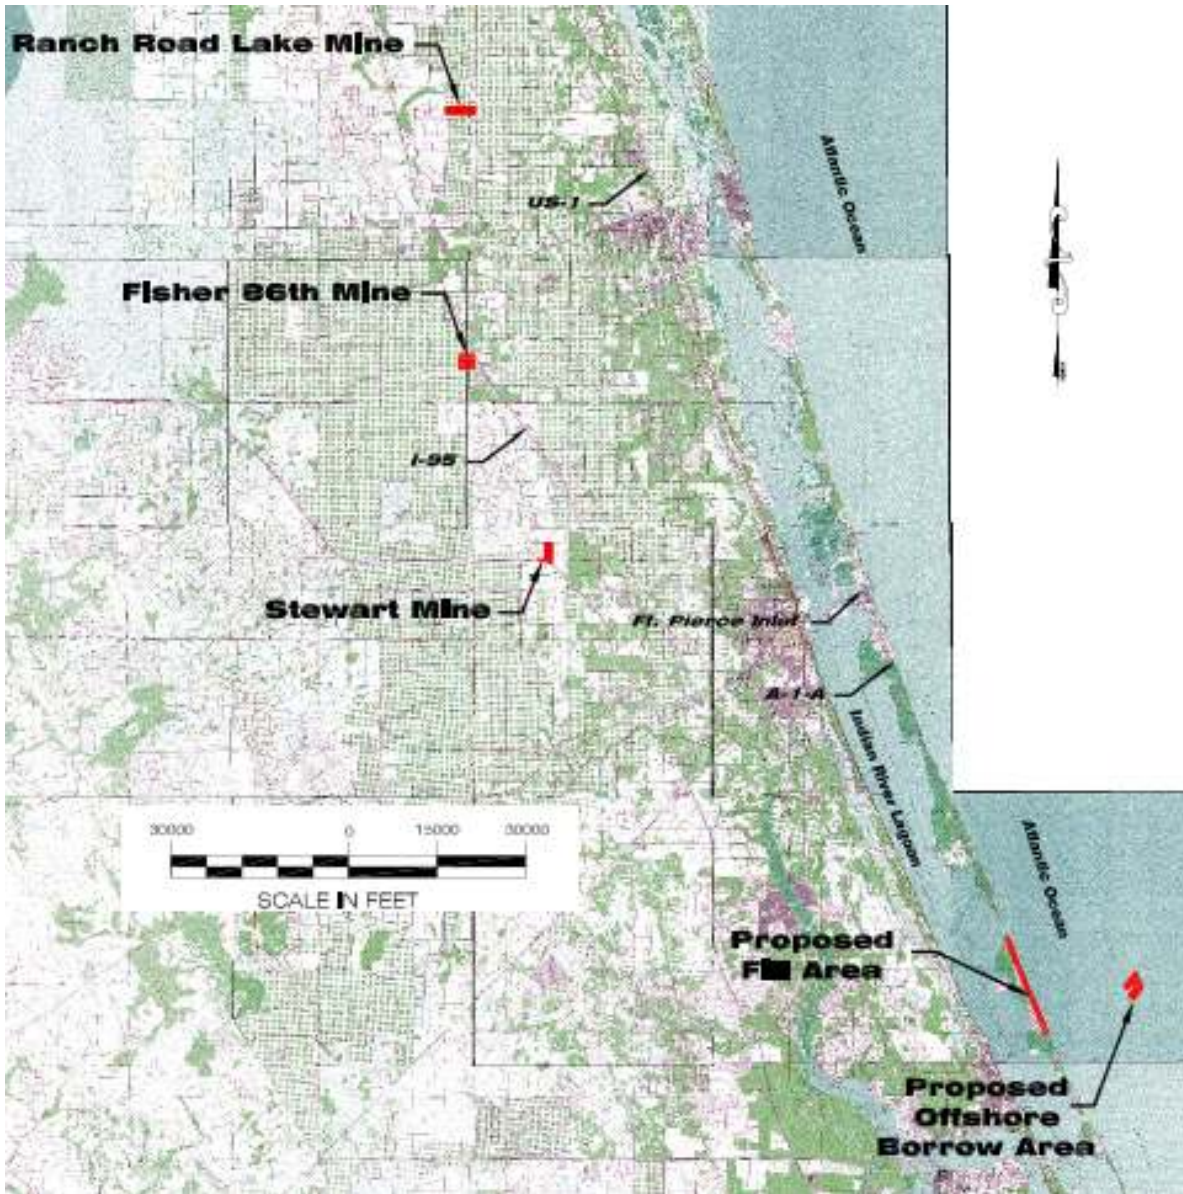 Ranch Road Lake Mine
Atlantic Ocean
US-1
Fisher 86th Mine
I-95
Stewart Mine
Ft. Pierce Inlet
A-1-A
Indian River Lagoon
30000 0 15000 30000
SCALE IN FEET
Atlantic Ocean
Proposed
Fill Area
Proposed
Offshore
Borrow Area